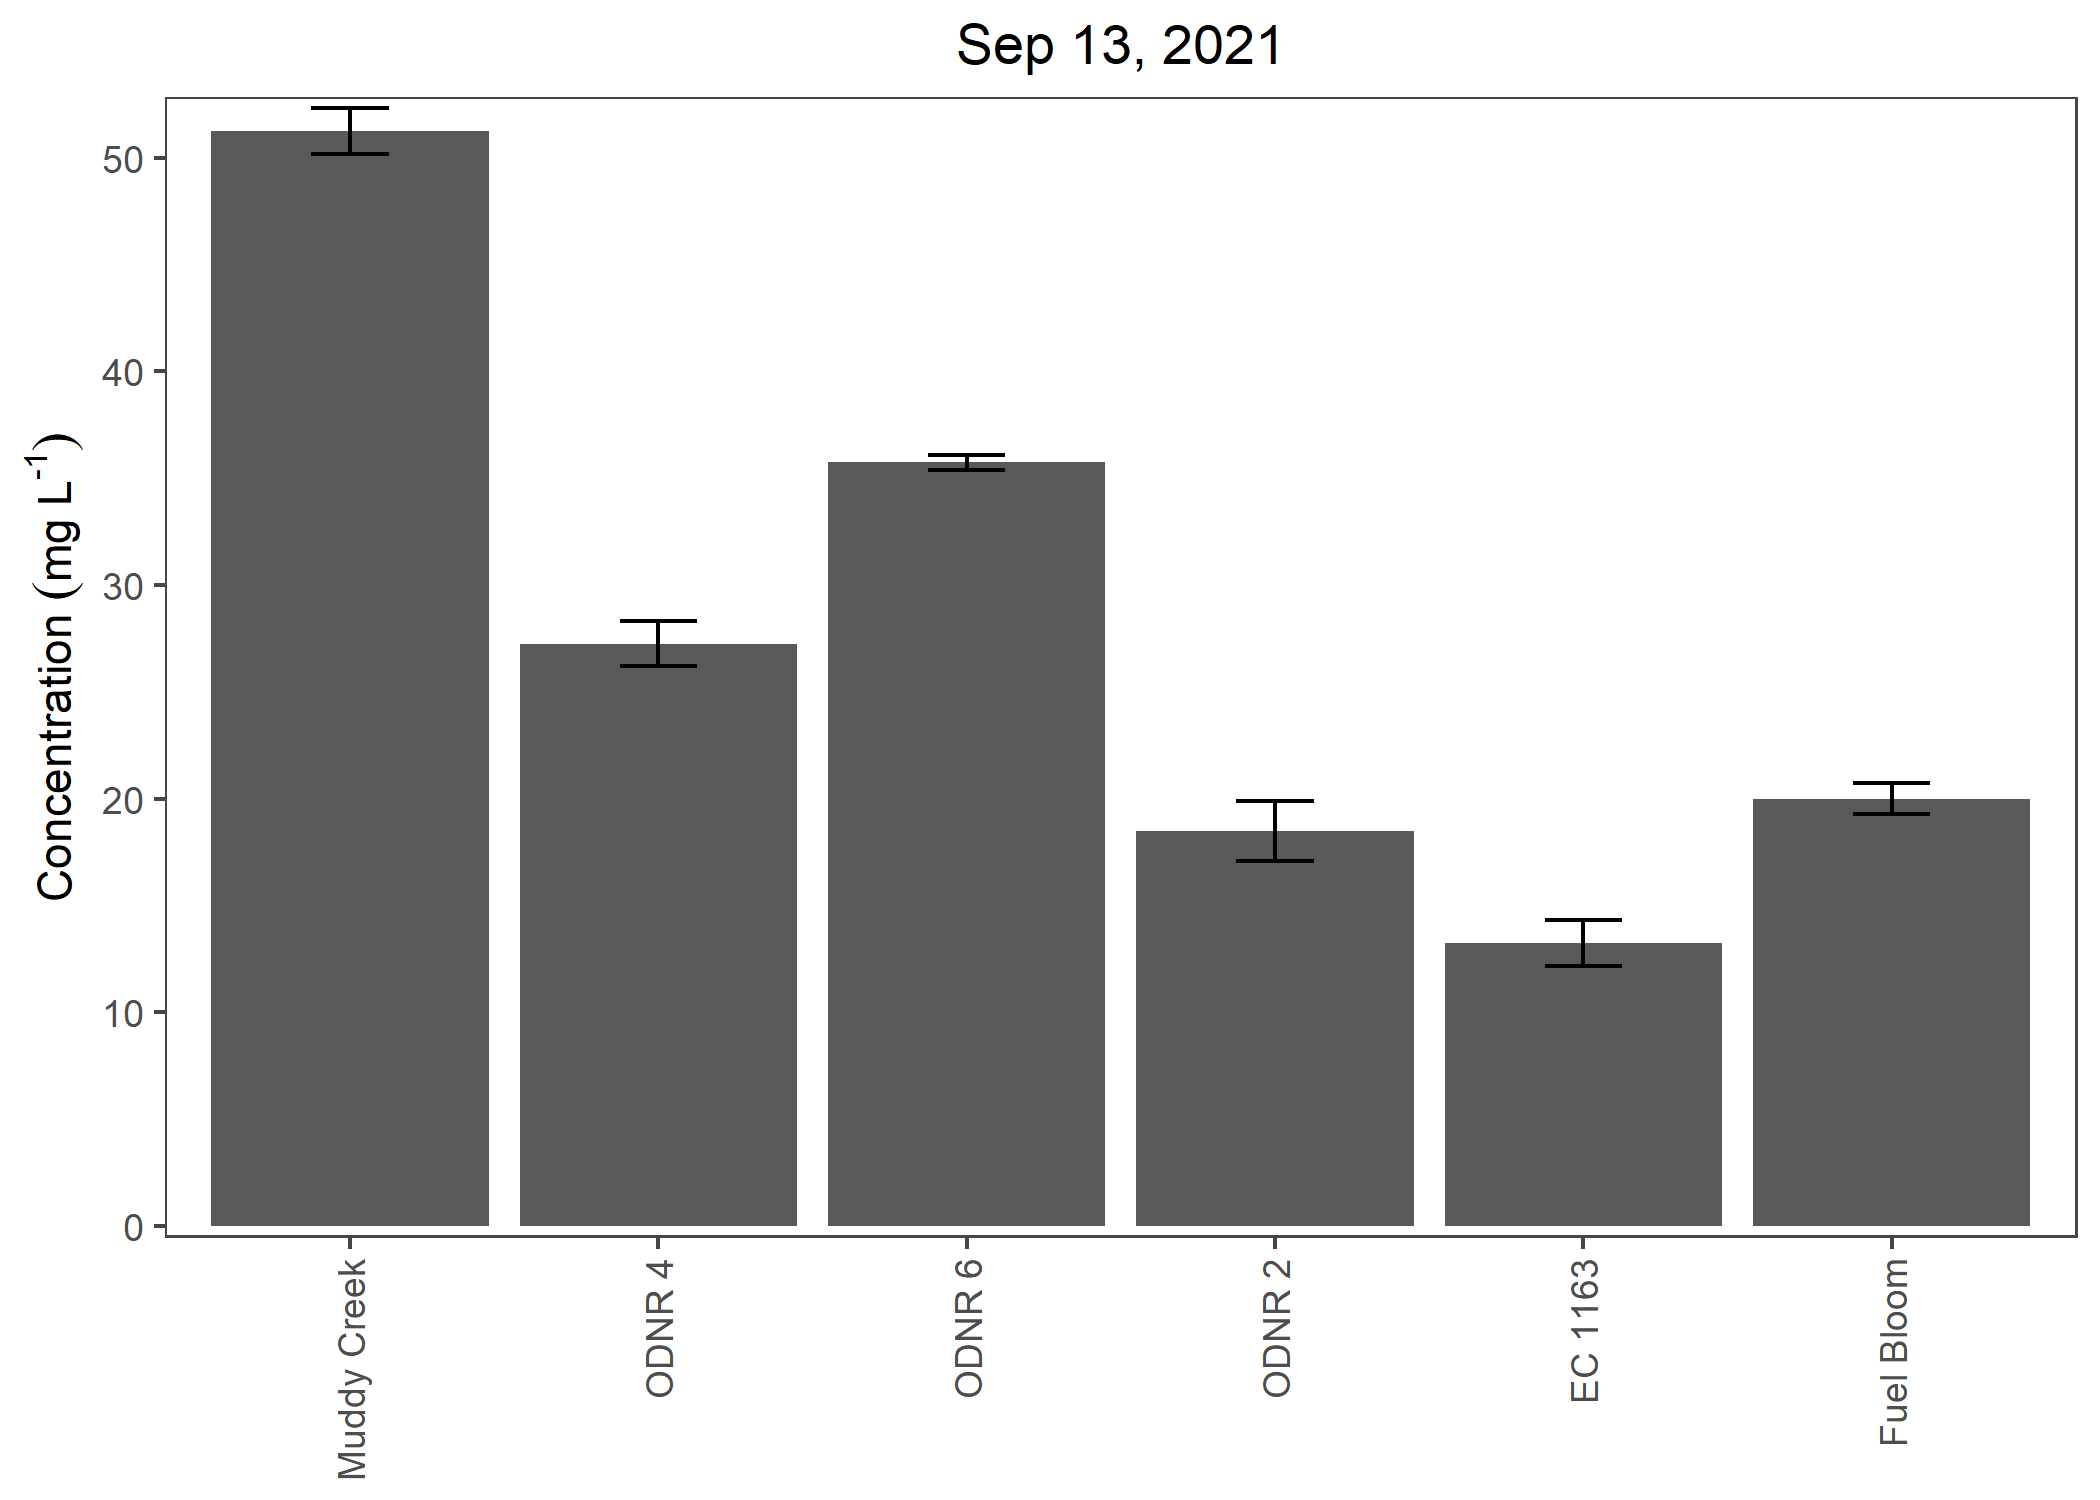 Sep 13, 2021
Concentration (mg L⁻¹)
50
40
30
20
10
0
Muddy Creek
ODNR 4
ODNR 6
ODNR 2
EC 1163
Fuel Bloom